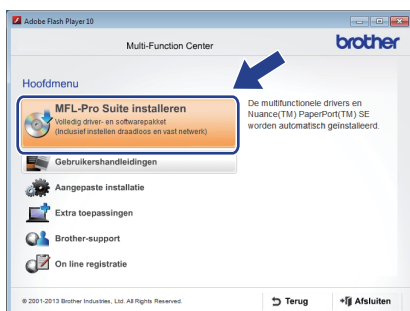 Adobe Flash Player 10
Multi-Function Center
brother
Hoofdmenu
MFL-Pro Suite installeren
Volledig driver- en softwarepakket
(Inclusief instellen draadloos en vast netwerk)
De multifunctionele drivers en
Nuance(TM) PaperPort(TM) SE
worden automatisch geïnstalleerd.
Gebruikershandleidingen
Aangepaste installatie
Extra toepassingen
Brother-support
On line registratie
© 2001-2013 Brother Industries, Ltd. All Rights Reserved.
Terug
Afsluiten